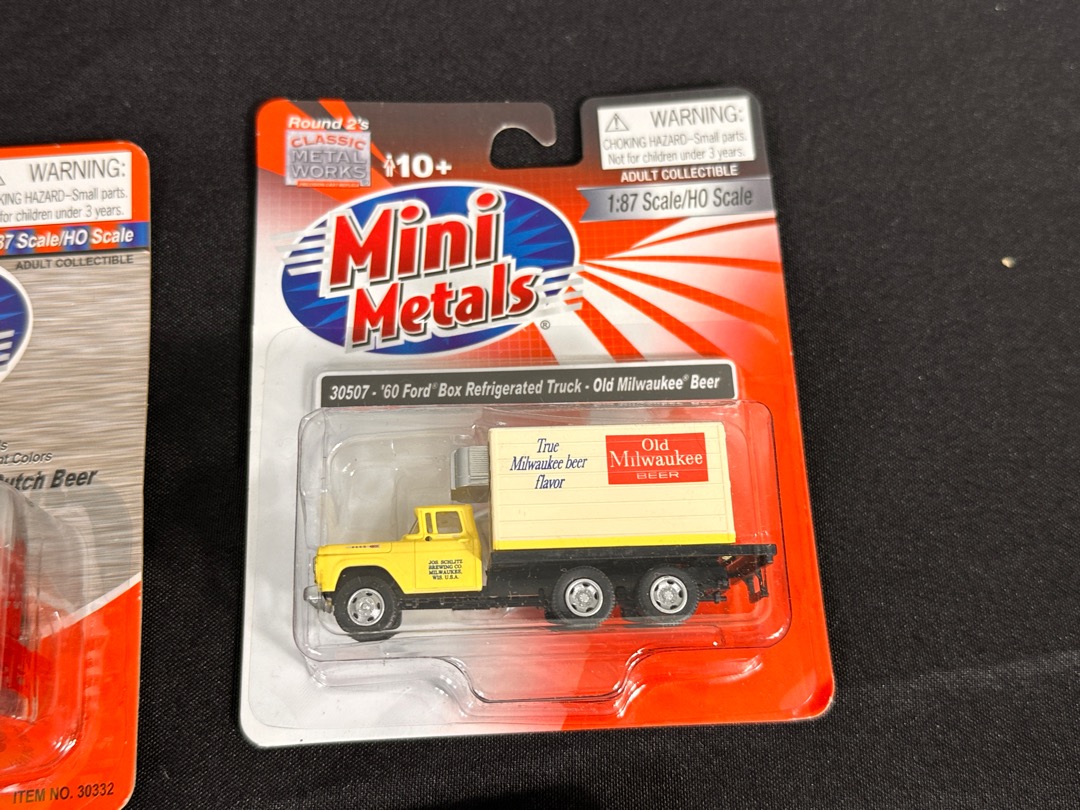 WARNING:
KING HAZARD–Small parts.
for children under 3 years.
87 Scale/HO Scale
ADULT COLLECTIBLE
nt Colors
utch Beer
ITEM NO. 30332
Round 2's
CLASSIC
METAL
WORKS
10+
Mini
Metals®
WARNING:
CHOKING HAZARD–Small parts.
Not for children under 3 years.
ADULT COLLECTIBLE
1:87 Scale/HO Scale
30507 - '60 Ford® Box Refrigerated Truck - Old Milwaukee® Beer
True
Milwaukee beer
flavor
Old
Milwaukee
BEER
JOS. SCHLITZ
BREWING CO.
MILWAUKEE,
WIS. U.S.A.